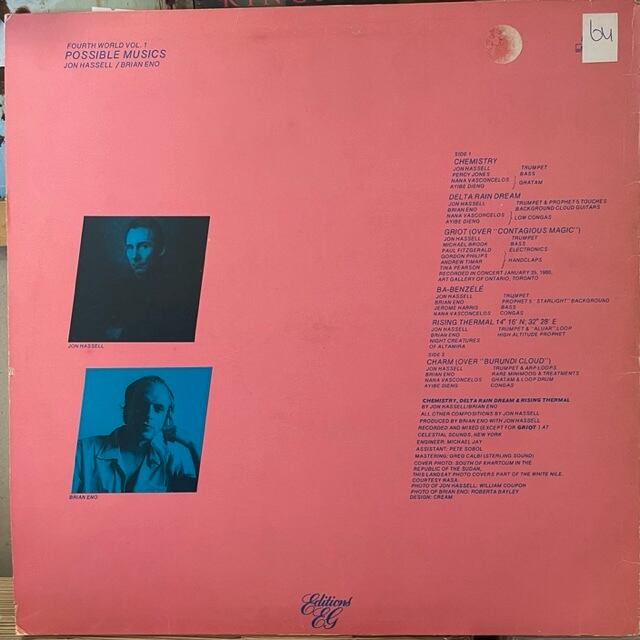 FOURTH WORLD VOL. 1
POSSIBLE MUSICS
JON HASSELL / BRIAN ENO
bu
SIDE 1
CHEMISTRY
JON HASSELL TRUMPET
PERCY JONES BASS
NANA VASCONCELOS
AYIBE DIENG GHATAM
DELTA RAIN DREAM
JON HASSELL TRUMPET & PROPHET 5 TOUCHES
BRIAN ENO BACKGROUND CLOUD GUITARS
NANA VASCONCELOS
AYIBE DIENG LOW CONGAS
GRIOT (OVER "CONTAGIOUS MAGIC")
JON HASSELL TRUMPET
MICHAEL BROOK BASS
PAUL FITZGERALD ELECTRONICS
GORDON PHILIPS
ANDREW TIMAR HANDCLAPS
TINA PEARSON
RECORDED IN CONCERT JANUARY 25, 1980,
ART GALLERY OF ONTARIO, TORONTO
BA-BENZÉLÉ
JON HASSELL TRUMPET
BRIAN ENO PROPHET 5 "STARLIGHT" BACKGROUND
JEROME HARRIS BASS
NANA VASCONCELOS CONGAS
RISING THERMAL 14° 16' N; 32° 28' E
JON HASSELL TRUMPET & "ALUAR" LOOP
BRIAN ENO HIGH ALTITUDE PROPHET
NIGHT CREATURES
OF ALTAMIRA
SIDE 2
CHARM (OVER "BURUNDI CLOUD")
JON HASSELL TRUMPET & ARP LOOPS
BRIAN ENO RARE MINIMOOG & TREATMENTS
NANA VASCONCELOS GHATAM & LOOP DRUM
AYIBE DIENG CONGAS
CHEMISTRY, DELTA RAIN DREAM & RISING THERMAL
BY JON HASSELL/BRIAN ENO
ALL OTHER COMPOSITIONS BY JON HASSELL
PRODUCED BY BRIAN ENO WITH JON HASSELL
RECORDED AND MIXED (EXCEPT FOR GRIOT) AT
CELESTIAL SOUNDS, NEW YORK
ENGINEER: MICHAEL JAY
ASSISTANT: PETE SOBOL
MASTERING: GREG CALBI (STERLING SOUND)
COVER PHOTO: SOUTH OF KHARTOUM IN THE
REPUBLIC OF THE SUDAN,
THIS LANDSAT PHOTO COVERS PART OF THE WHITE NILE.
COURTESY NASA.
PHOTO OF JON HASSELL: WILLIAM COUPON
PHOTO OF BRIAN ENO: ROBERTA BAYLEY
DESIGN: CREAM
JON HASSELL
BRIAN ENO
Editions
EG